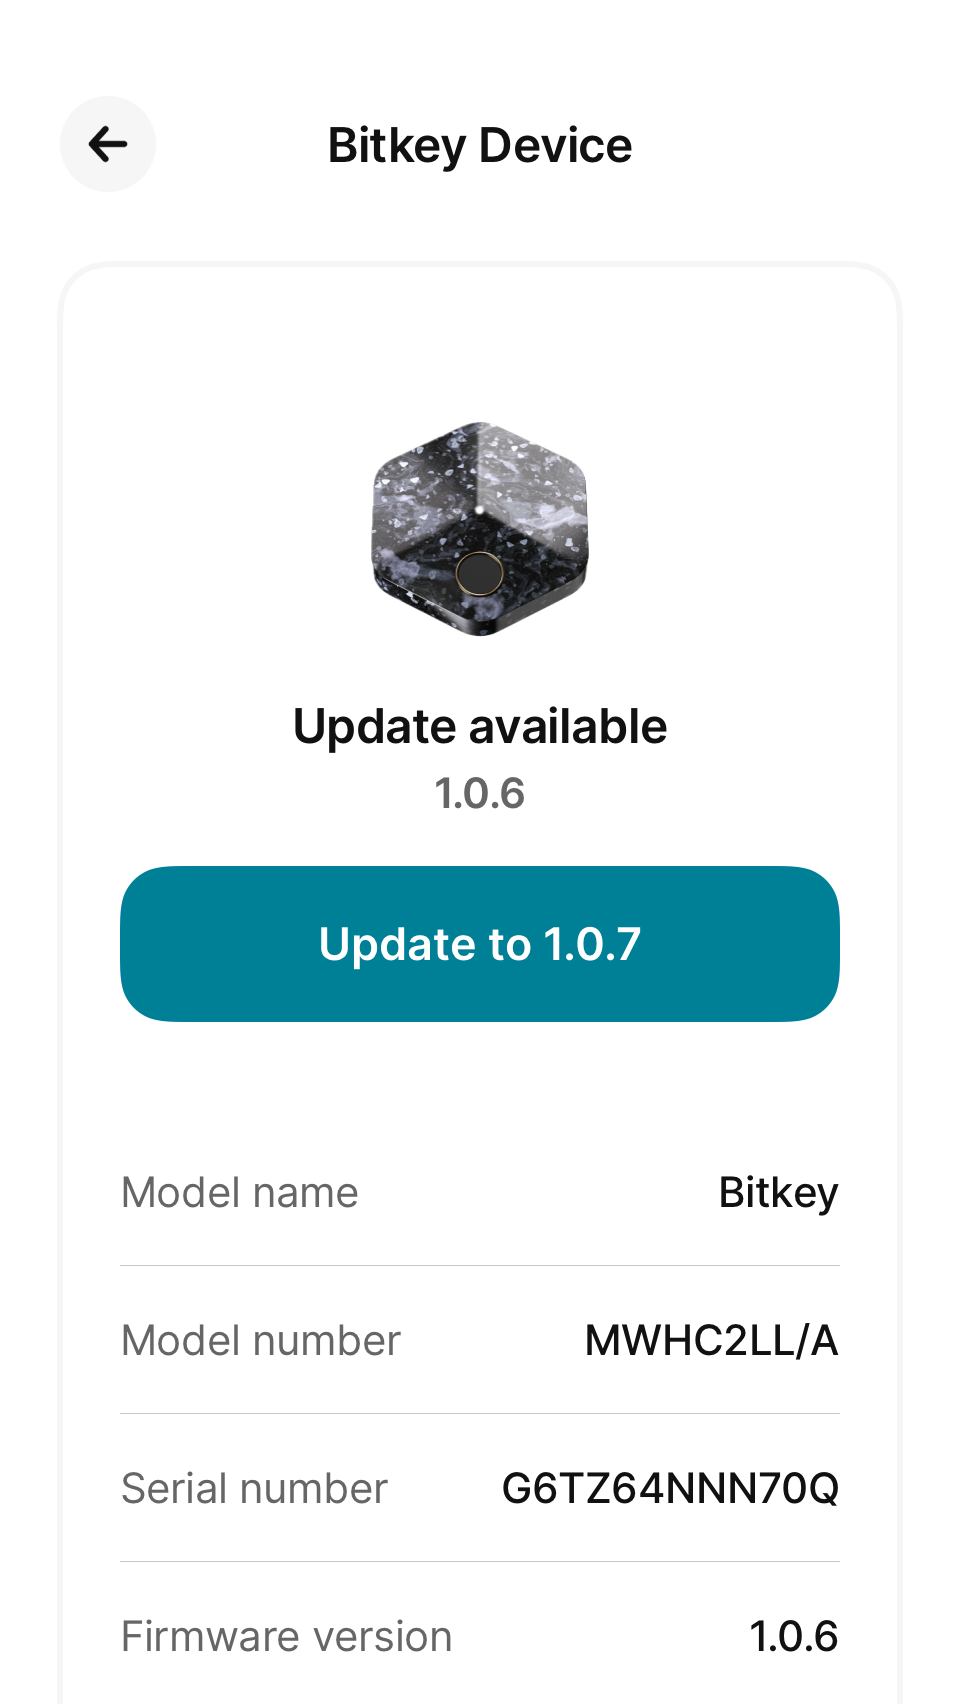 Bitkey Device
Update available
1.0.6
Update to 1.0.7
Model name Bitkey
Model number MWHC2LL/A
Serial number G6TZ64NNN70Q
Firmware version 1.0.6